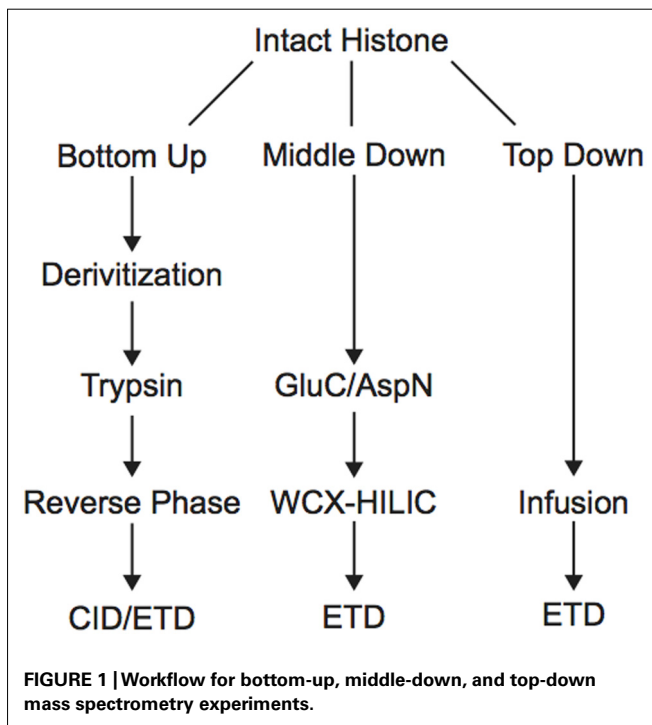 Intact Histone
Bottom Up Middle Down Top Down
Derivitization
Trypsin GluC/AspN
Reverse Phase WCX-HILIC Infusion
CID/ETD ETD ETD
FIGURE 1 | Workflow for bottom-up, middle-down, and top-down
mass spectrometry experiments.